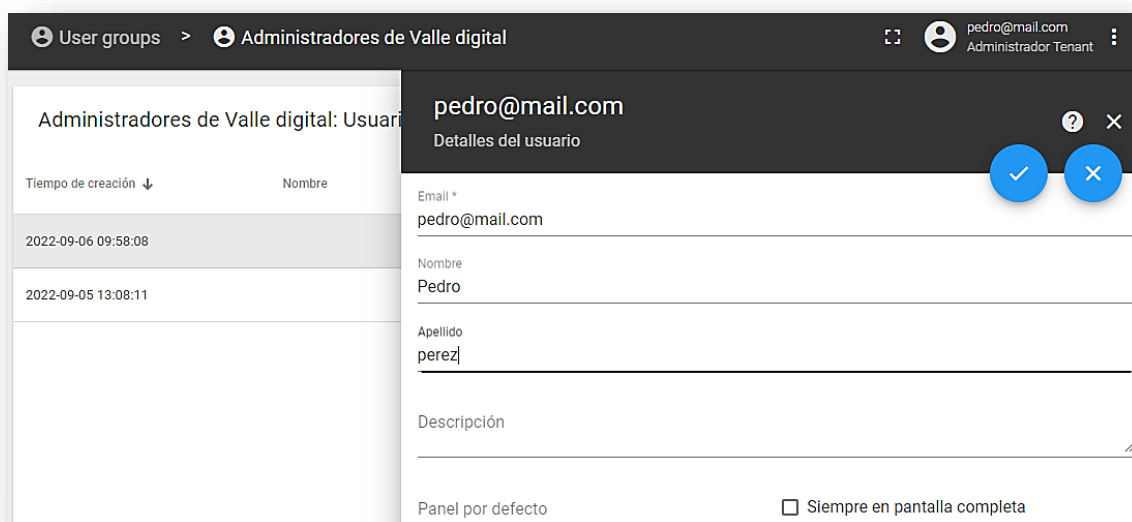 User groups > Administradores de Valle digital
pedro@mail.com
Administrador Tenant
Administradores de Valle digital: Usuari
Tiempo de creación Nombre
2022-09-06 09:58:08
2022-09-05 13:08:11
pedro@mail.com
Detalles del usuario
Email *
pedro@mail.com
Nombre
Pedro
Apellido
perez
Descripción
Panel por defecto
Siempre en pantalla completa